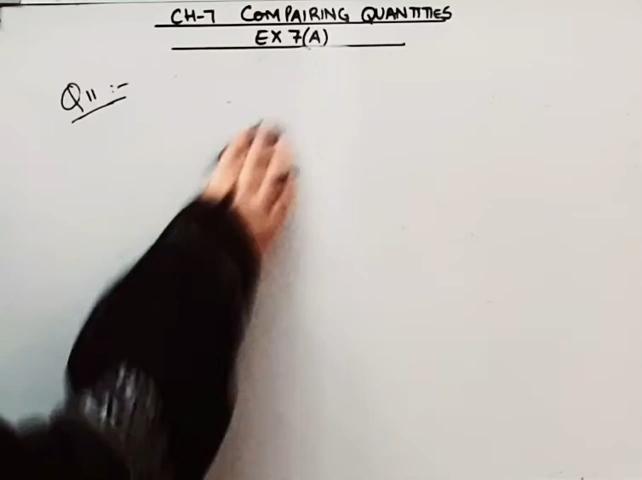 CH-7 COMPAIRING QUANTITIES
EX 7(A)
Q11 :-